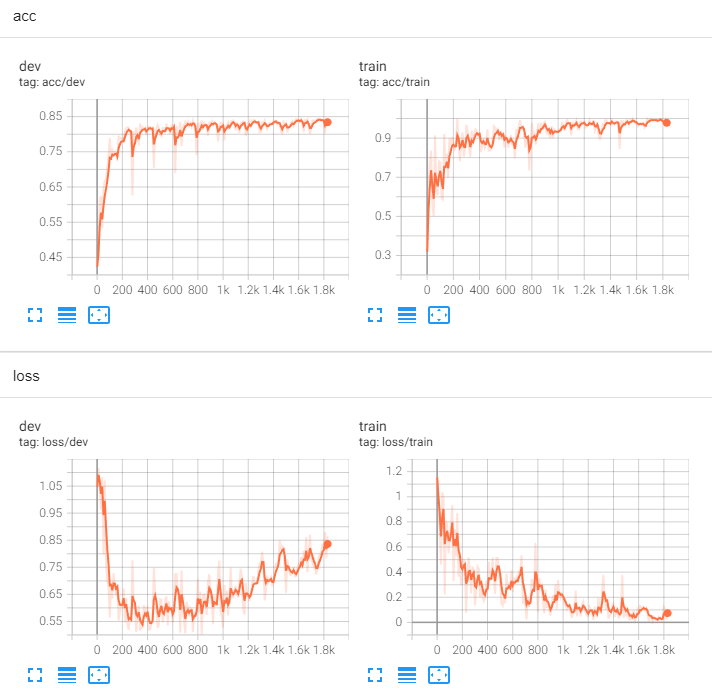 acc
dev
tag: acc/dev
0.85
0.75
0.65
0.55
0.45
0 200 400 600 800 1k 1.2k 1.4k 1.6k 1.8k
train
tag: acc/train
0.9
0.7
0.5
0.3
0 200 400 600 800 1k 1.2k 1.4k 1.6k 1.8k
loss
dev
tag: loss/dev
1.05
0.95
0.85
0.75
0.65
0.55
0 200 400 600 800 1k 1.2k 1.4k 1.6k 1.8k
train
tag: loss/train
1.2
1
0.8
0.6
0.4
0.2
0
0 200 400 600 800 1k 1.2k 1.4k 1.6k 1.8k